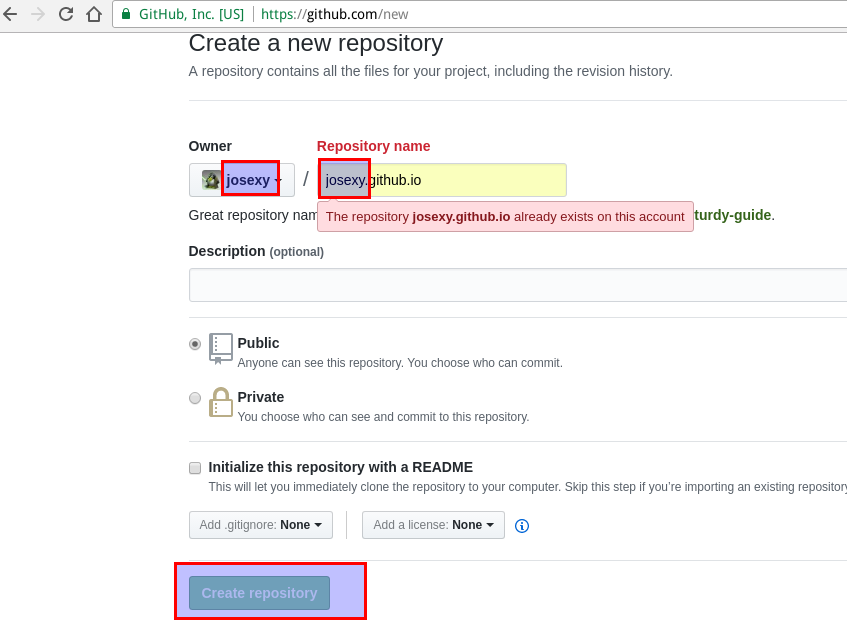 GitHub, Inc. [US] https://github.com/new
Create a new repository
A repository contains all the files for your project, including the revision history.
Owner Repository name
josexy / josexy.github.io
Great repository nam
The repository josexy.github.io already exists on this account
turdy-guide.
Description (optional)
Public
Anyone can see this repository. You choose who can commit.
Private
You choose who can see and commit to this repository.
Initialize this repository with a README
This will let you immediately clone the repository to your computer. Skip this step if you're importing an existing repository
Add .gitignore: None Add a license: None
Create repository